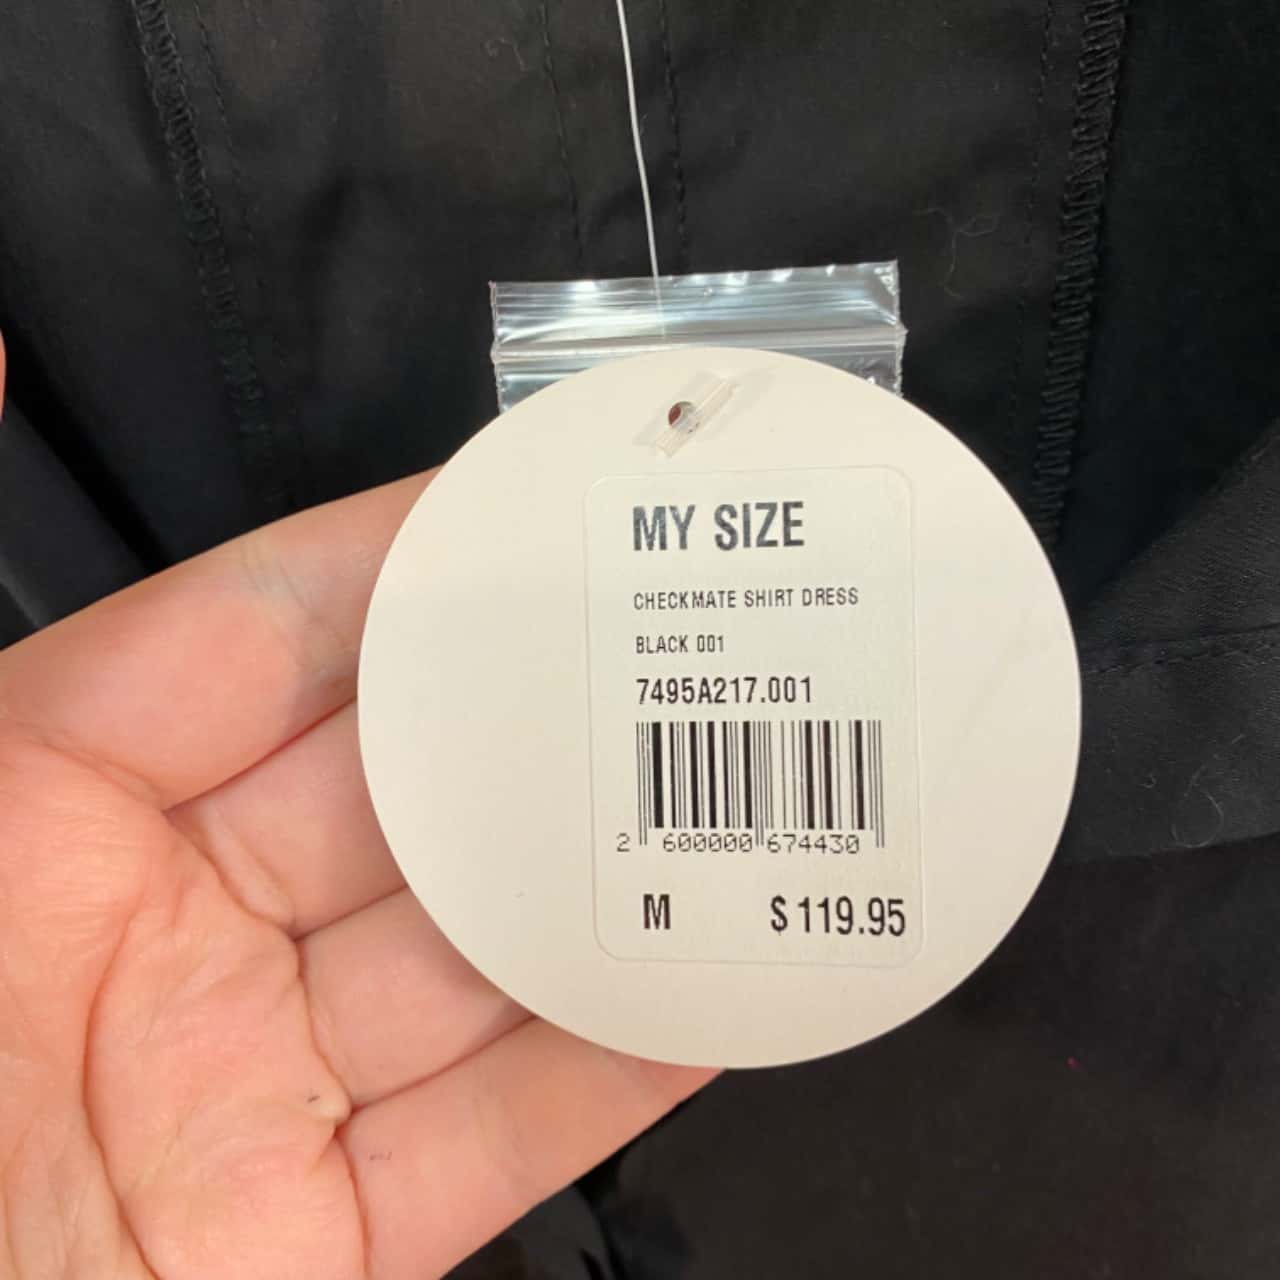 MY SIZE
CHECKMATE SHIRT DRESS
BLACK 001
7495A217.001
2 600000 674430
M $119.95